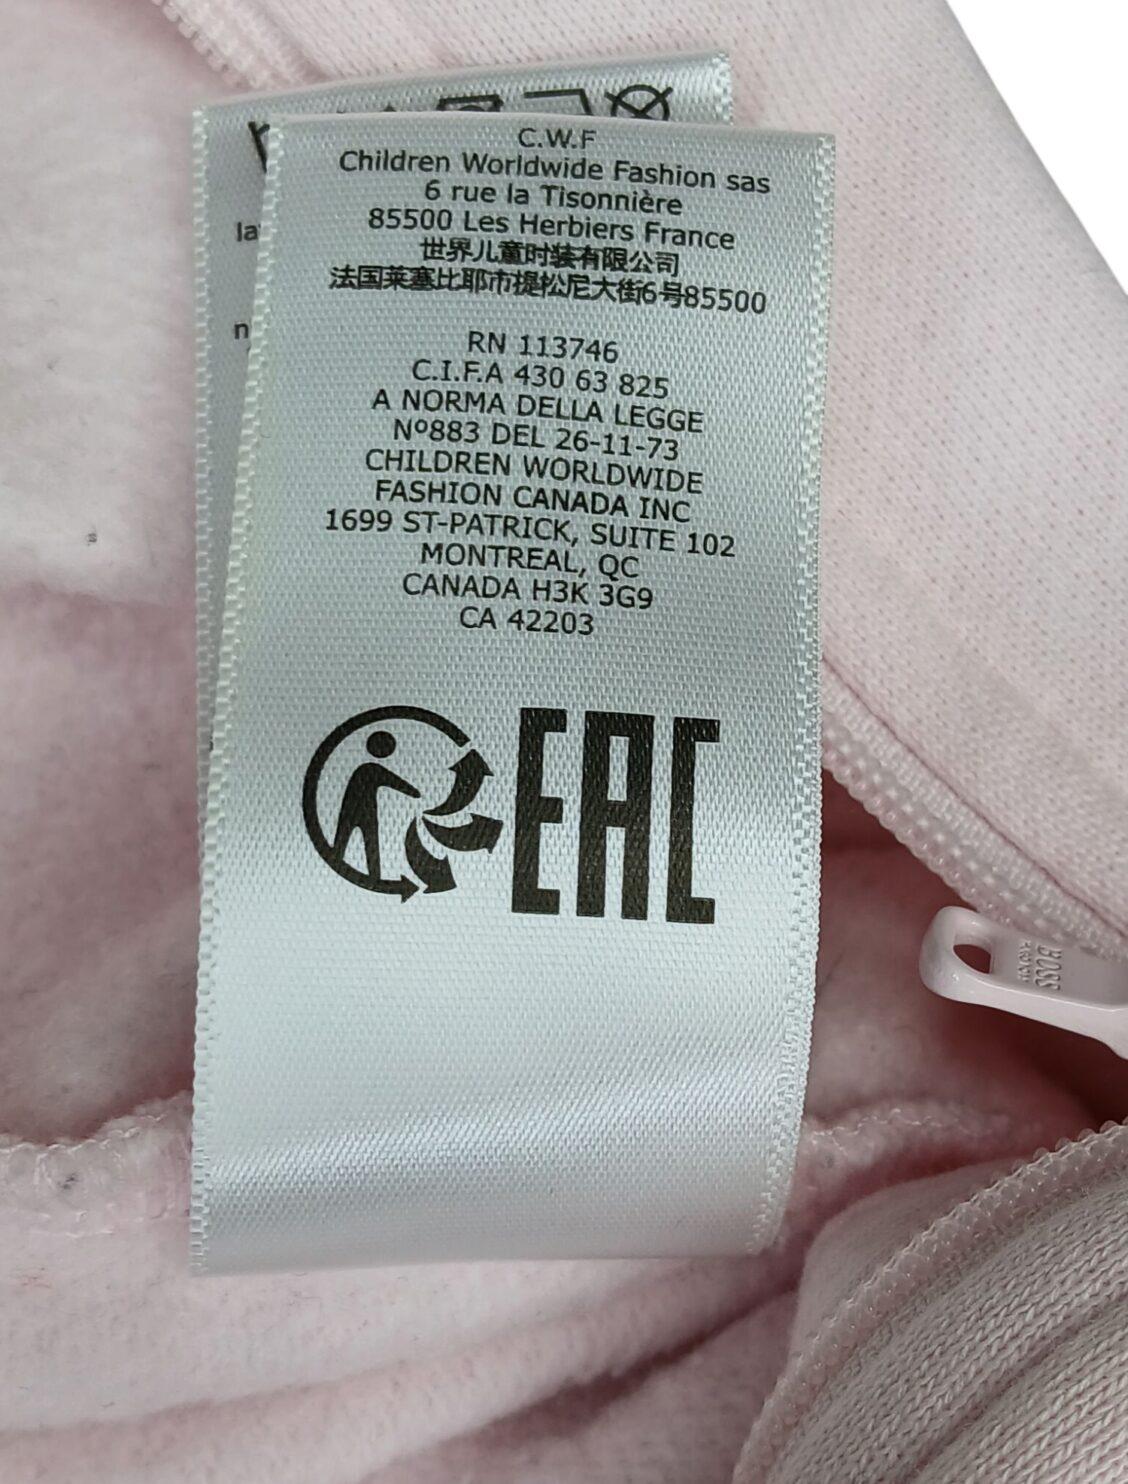 C.W.F
Children Worldwide Fashion sas
6 rue la Tisonnière
85500 Les Herbiers France
世界儿童时装有限公司
法国莱塞比耶市提松尼大街6号85500
RN 113746
C.I.F.A 430 63 825
A NORMA DELLA LEGGE
Nº883 DEL 26-11-73
CHILDREN WORLDWIDE
FASHION CANADA INC
1699 ST-PATRICK, SUITE 102
MONTREAL, QC
CANADA H3K 3G9
CA 42203
EAC
BOSS